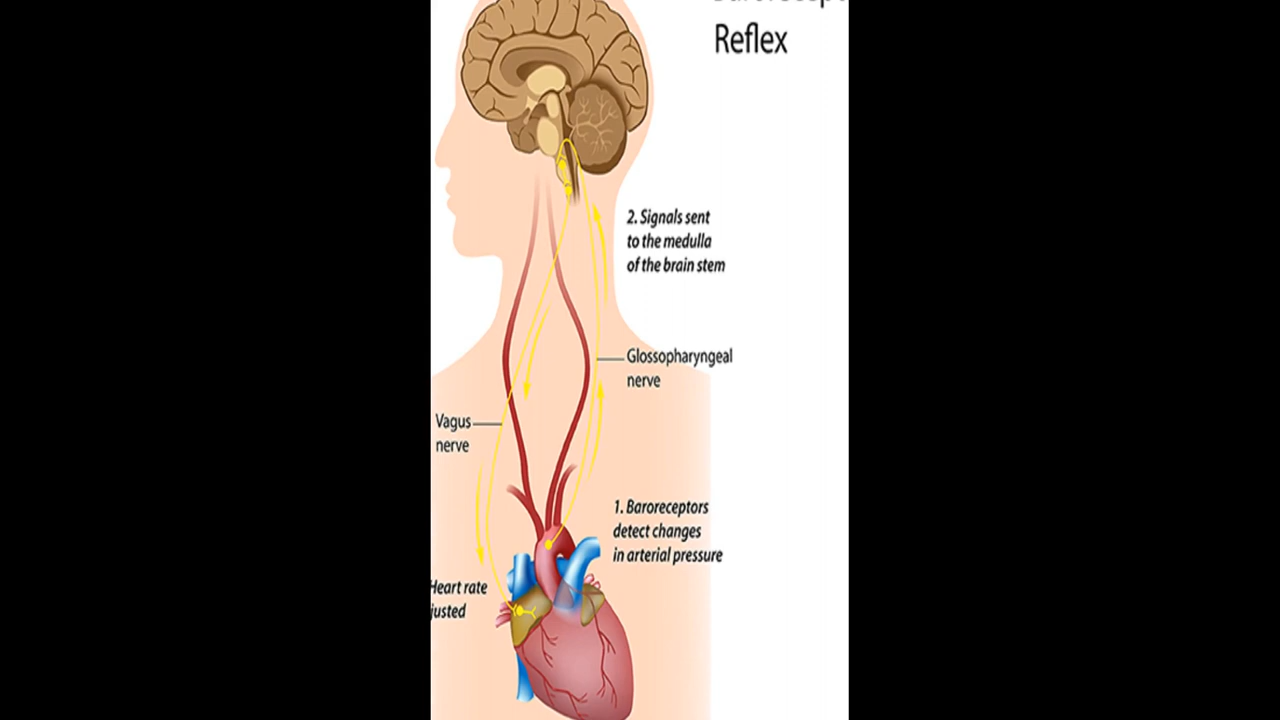 Reflex
2. Signals sent
to the medulla
of the brain stem
Glossopharyngeal
nerve
Vagus
nerve
1. Baroreceptors
detect changes
in arterial pressure
Heart rate
justed